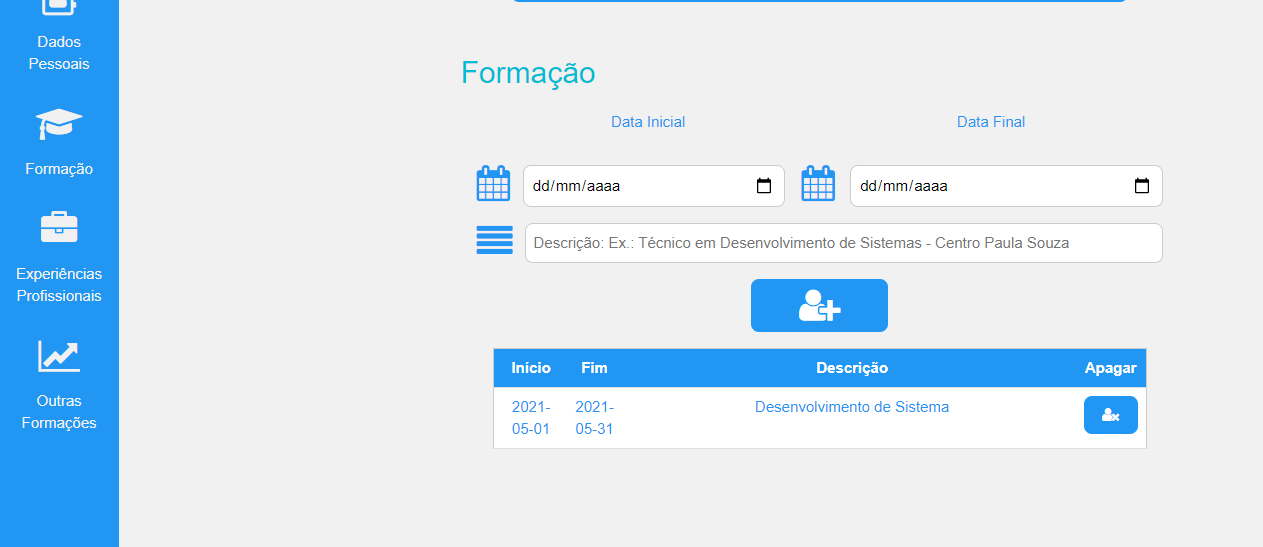 Dados
Pessoais
Formação
Experiências
Profissionais
Outras
Formações
Formação
Data Inicial Data Final
dd/mm/aaaa dd/mm/aaaa
Descrição: Ex.: Técnico em Desenvolvimento de Sistemas - Centro Paula Souza
Início Fim Descrição Apagar
2021- 2021- Desenvolvimento de Sistema
05-01 05-31